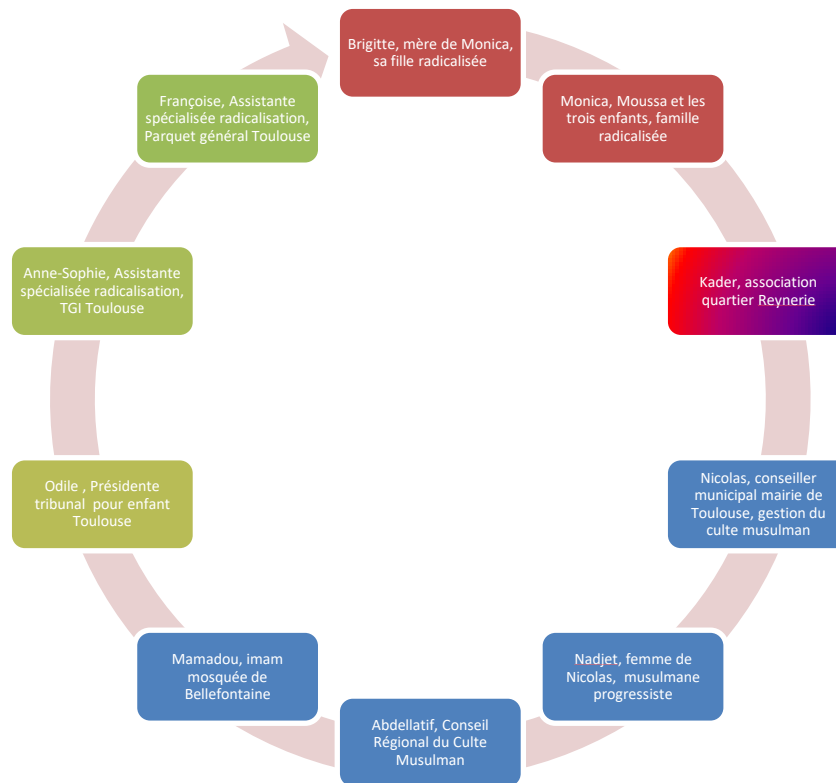 Brigitte, mère de Monica,
sa fille radicalisée
Monica, Moussa et les
trois enfants, famille
radicalisée
Kader, association
quartier Reynerie
Nicolas, conseiller
municipal mairie de
Toulouse, gestion du
culte musulman
Nadjet, femme de
Nicolas, musulmane
progressiste
Abdellatif, Conseil
Régional du Culte
Musulman
Mamadou, imam
mosquée de
Bellefontaine
Odile , Présidente
tribunal pour enfant
Toulouse
Anne-Sophie, Assistante
spécialisée radicalisation,
TGI Toulouse
Françoise, Assistante
spécialisée radicalisation,
Parquet général Toulouse